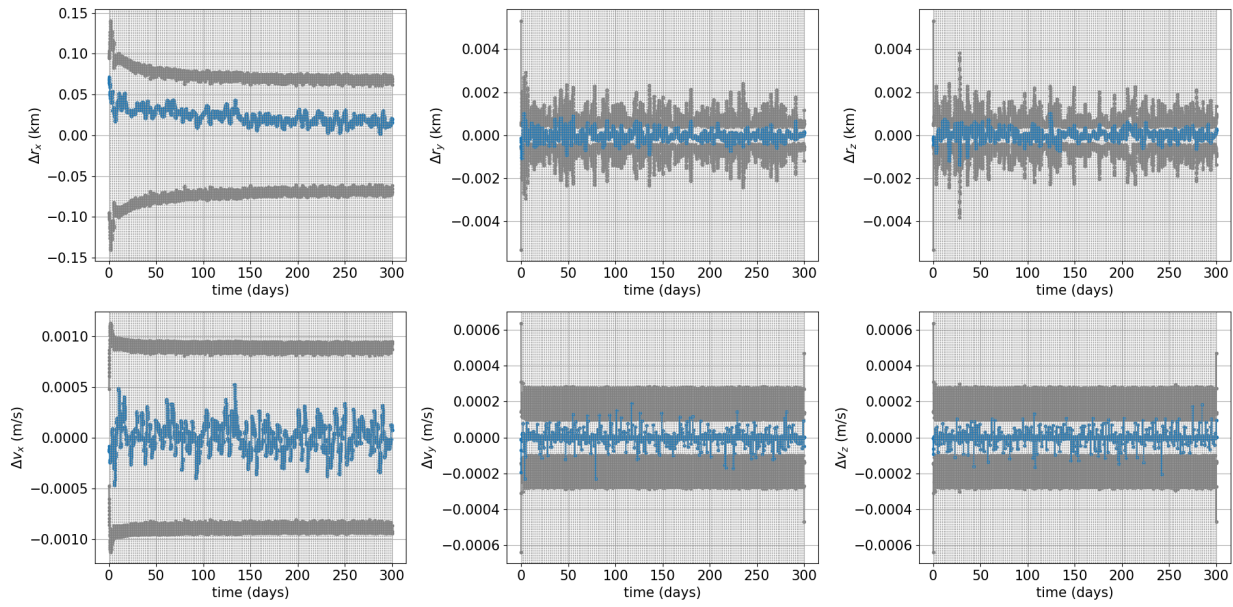 0.15
0.10
0.05
0.00
−0.05
−0.10
−0.15
Δr_x (km)
0 50 100 150 200 250 300
time (days)
0.004
0.002
0.000
−0.002
−0.004
Δr_y (km)
0 50 100 150 200 250 300
time (days)
0.004
0.002
0.000
−0.002
−0.004
Δr_z (km)
0 50 100 150 200 250 300
time (days)
0.0010
0.0005
0.0000
−0.0005
−0.0010
Δv_x (m/s)
0 50 100 150 200 250 300
time (days)
0.0006
0.0004
0.0002
0.0000
−0.0002
−0.0004
−0.0006
Δv_y (m/s)
0 50 100 150 200 250 300
time (days)
0.0006
0.0004
0.0002
0.0000
−0.0002
−0.0004
−0.0006
Δv_z (m/s)
0 50 100 150 200 250 300
time (days)